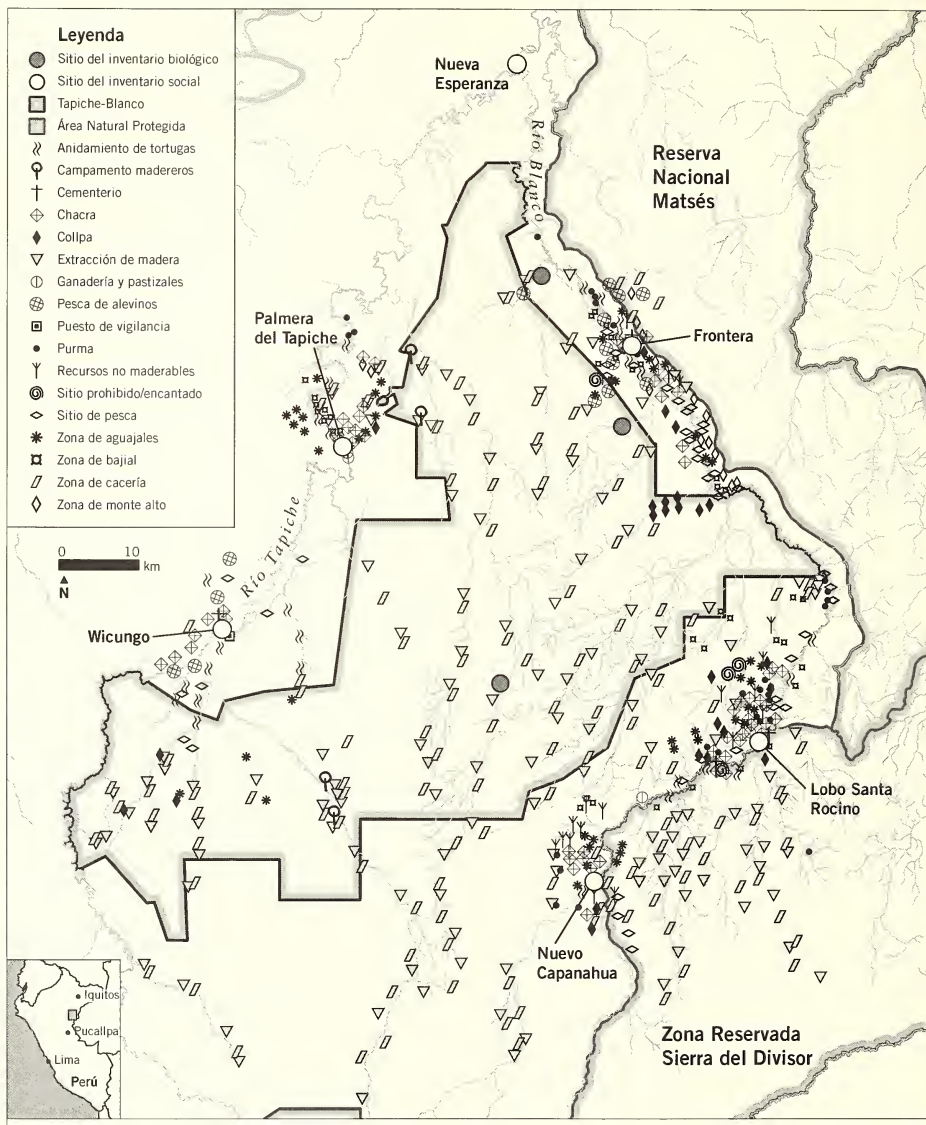 Leyenda
Sitio del inventario biológico
Sitio del inventario social
Tapiche-Blanco
Área Natural Protegida
Anidamiento de tortugas
Campamento madereros
Cementerio
Chacra
Collpa
Extracción de madera
Ganadería y pastizales
Pesca de alevinos
Puesto de vigilancia
Purma
Recursos no maderables
Sitio prohibido/encantado
Sitio de pesca
Zona de aguajales
Zona de bajial
Zona de cacería
Zona de monte alto
0 10
km
N
Nueva
Esperanza
Río Blanco
Reserva
Nacional
Matsés
Palmera
del Tapiche
Frontera
Río Tapiche
Wicungo
Lobo Santa
Rocino
Nuevo
Capanahua
Zona Reservada
Sierra del Divisor
Iquitos
Pucallpa
Lima
Perú